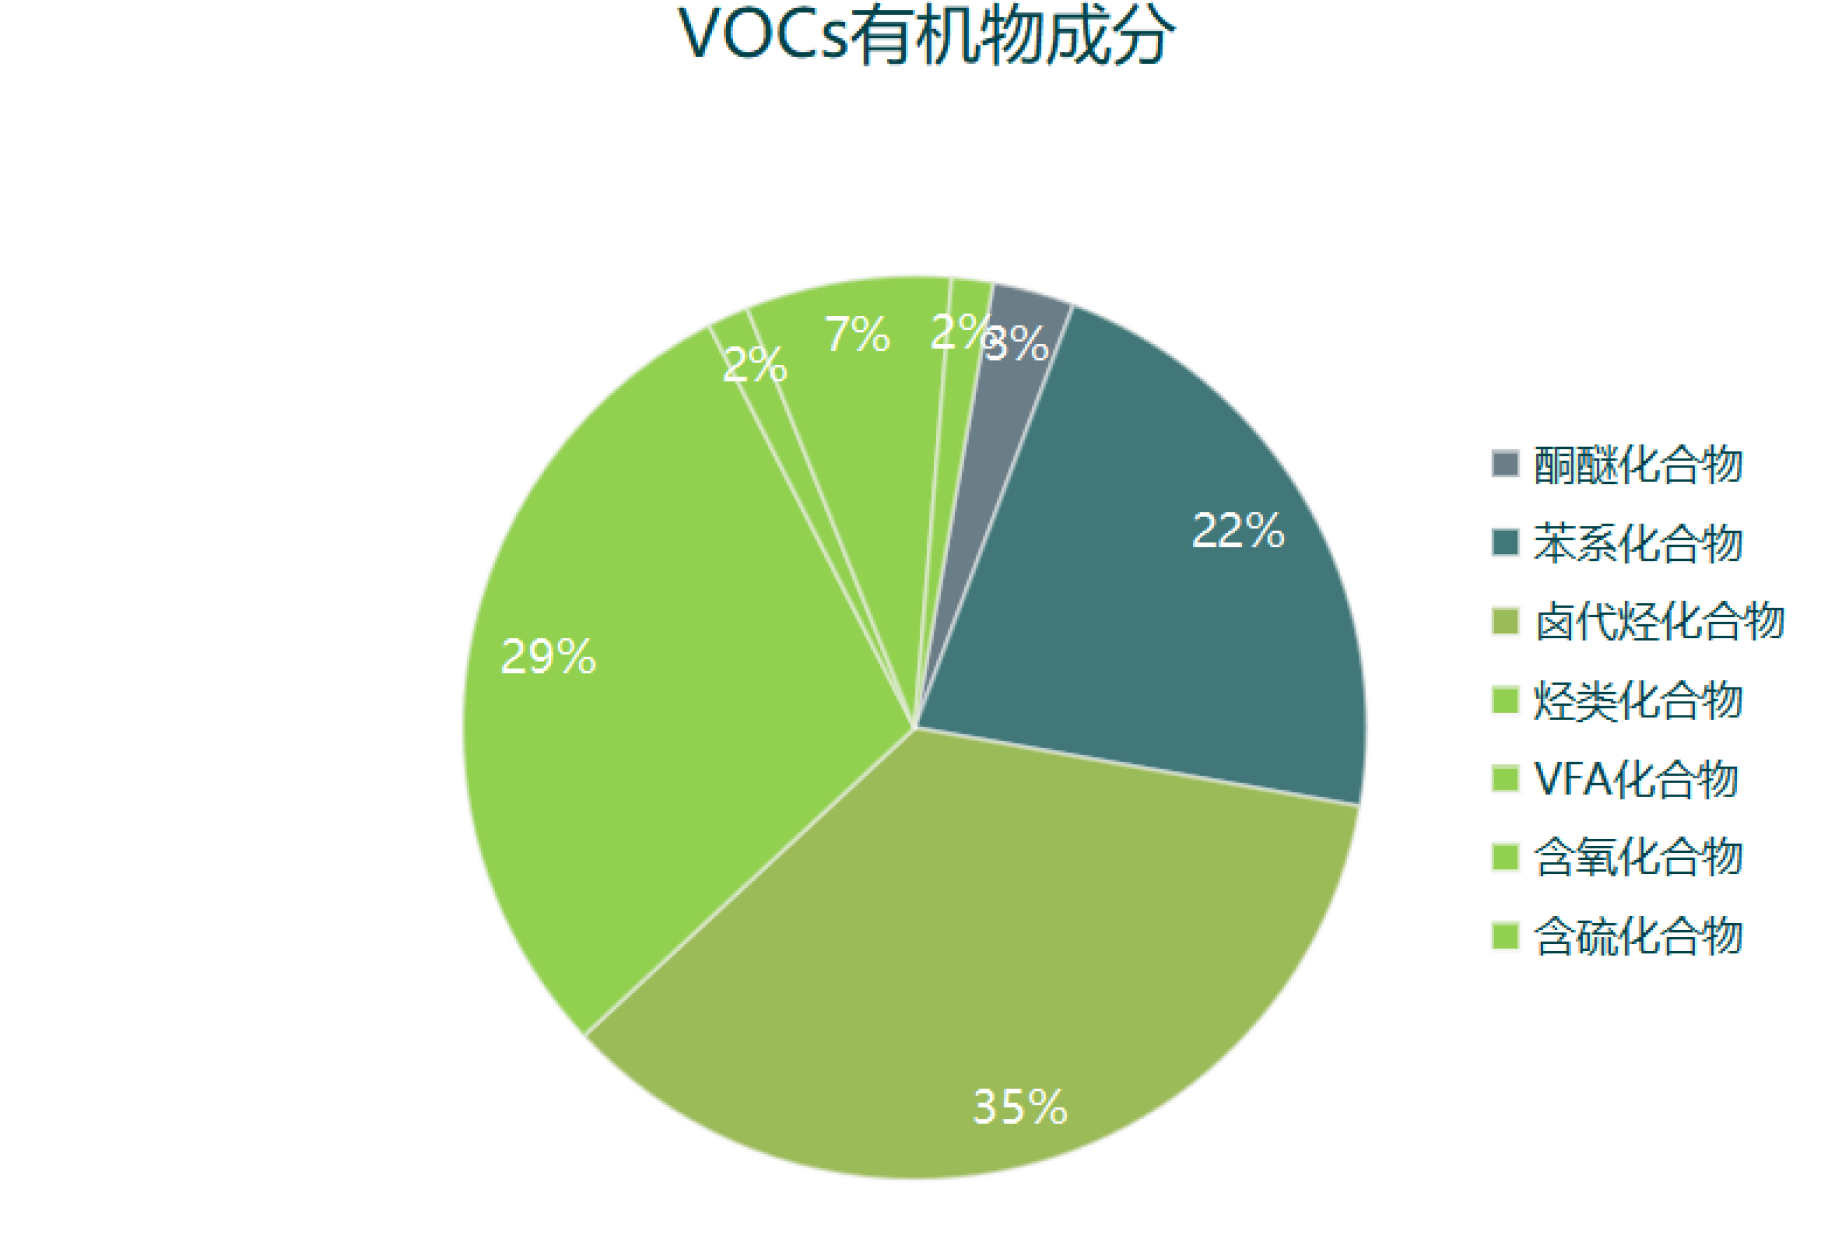 VOCs有机物成分
2%
7%
2%
3%
22%
29%
35%
酮醚化合物
苯系化合物
卤代烃化合物
烃类化合物
VFA化合物
含氧化合物
含硫化合物